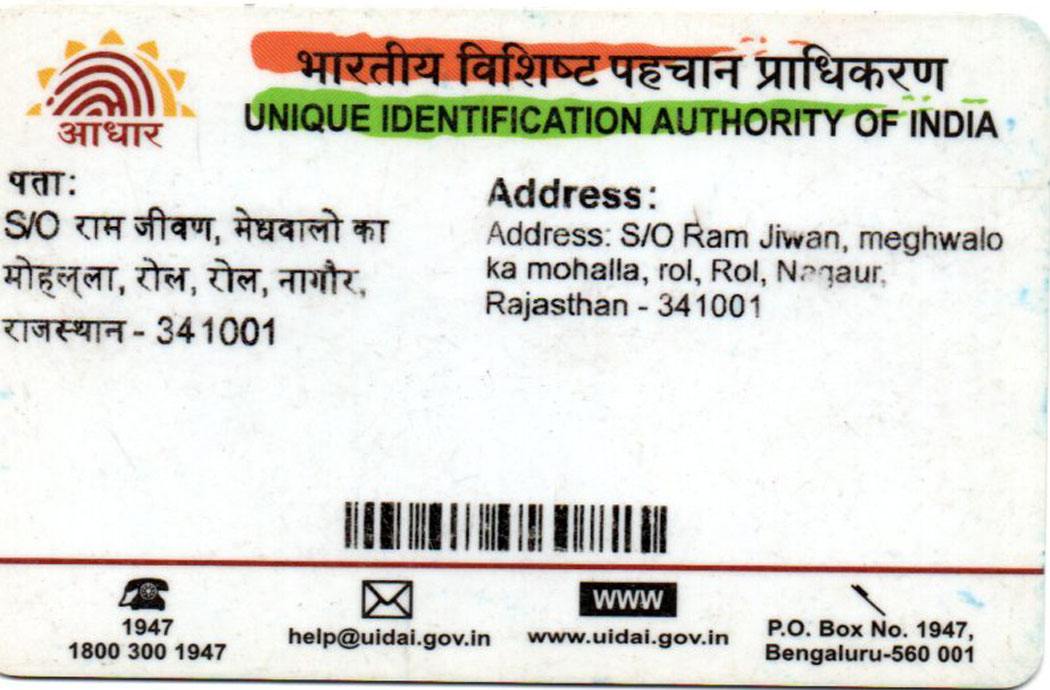 आधार
भारतीय विशिष्ट पहचान प्राधिकरण
UNIQUE IDENTIFICATION AUTHORITY OF INDIA
पता:
S/O राम जीवण, मेघवालो का
मोहल्ला, रोल, रोल, नागौर,
राजस्थान - 341001
Address:
Address: S/O Ram Jiwan, meghwalo
ka mohalla, rol, Rol, Nagaur,
Rajasthan - 341001
1947
1800 300 1947
help@uidai.gov.in
WWW
www.uidai.gov.in
P.O. Box No. 1947,
Bengaluru-560 001